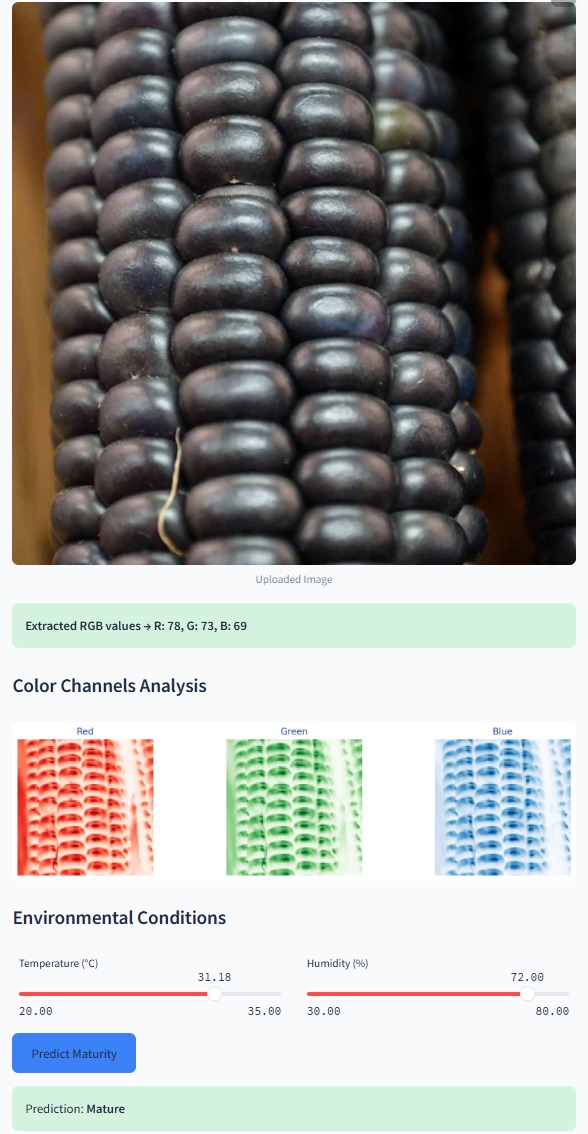 Uploaded Image
Extracted RGB values → R: 78, G: 73, B: 69
Color Channels Analysis
Red Green Blue
Environmental Conditions
Temperature (°C) Humidity (%)
31.18 72.00
20.00 35.00 30.00 80.00
Predict Maturity
Prediction: Mature